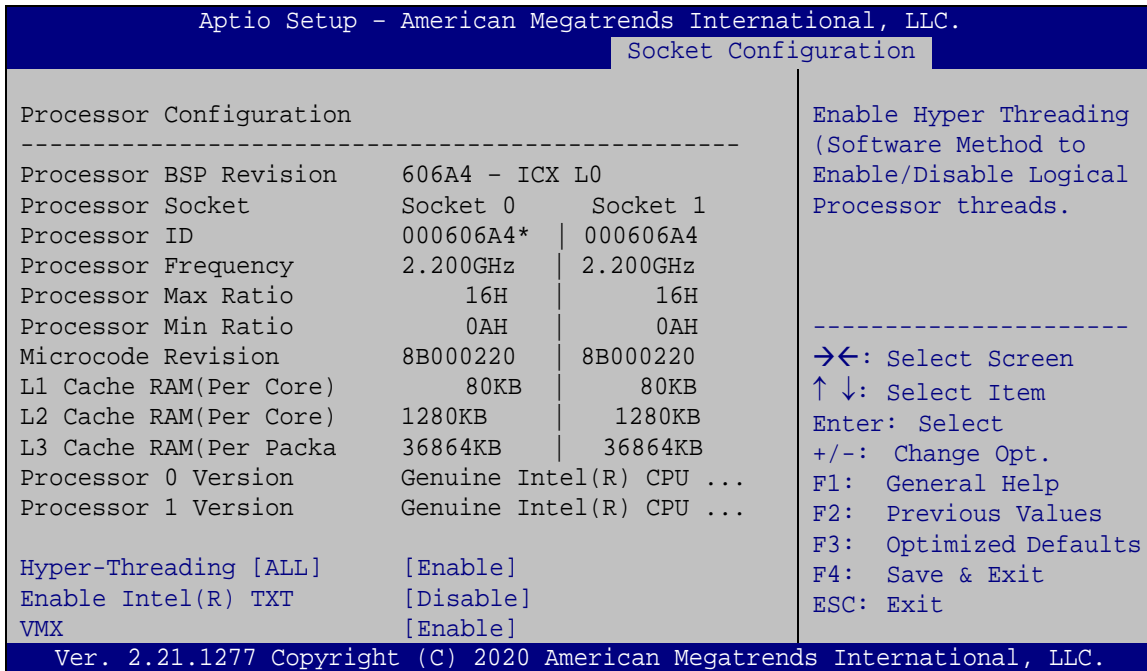 Aptio Setup – American Megatrends International, LLC.
Socket Configuration
Processor Configuration
--------------------------------------------------
Processor BSP Revision 606A4 – ICX L0
Processor Socket Socket 0 Socket 1
Processor ID 000606A4* | 000606A4
Processor Frequency 2.200GHz | 2.200GHz
Processor Max Ratio 16H | 16H
Processor Min Ratio 0AH | 0AH
Microcode Revision 8B000220 | 8B000220
L1 Cache RAM(Per Core) 80KB | 80KB
L2 Cache RAM(Per Core) 1280KB | 1280KB
L3 Cache RAM(Per Packa 36864KB | 36864KB
Processor 0 Version Genuine Intel(R) CPU ...
Processor 1 Version Genuine Intel(R) CPU ...
Hyper-Threading [ALL] [Enable]
Enable Intel(R) TXT [Disable]
VMX [Enable]
Enable Hyper Threading
(Software Method to
Enable/Disable Logical
Processor threads.
----------------------
→←: Select Screen
↑ ↓: Select Item
Enter: Select
+/-: Change Opt.
F1: General Help
F2: Previous Values
F3: Optimized Defaults
F4: Save & Exit
ESC: Exit
Ver. 2.21.1277 Copyright (C) 2020 American Megatrends International, LLC.